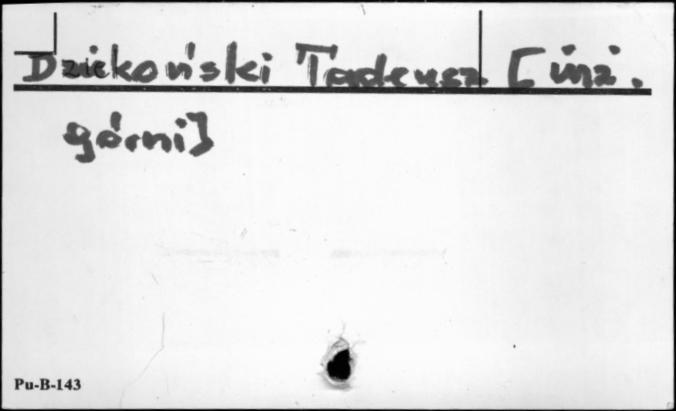 Dziekoński Tadeusz [inż.
górni]
Pu-B-143